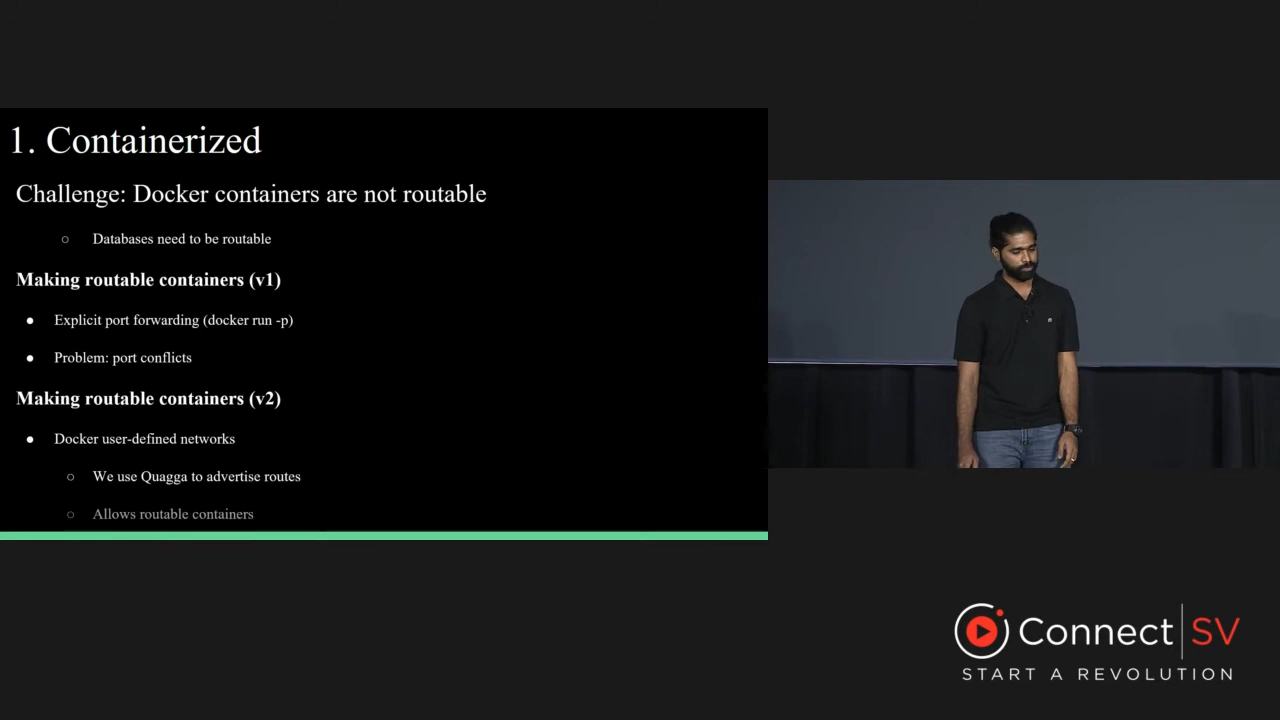 1. Containerized
Challenge: Docker containers are not routable
○ Databases need to be routable
Making routable containers (v1)
● Explicit port forwarding (docker run -p)
● Problem: port conflicts
Making routable containers (v2)
● Docker user-defined networks
○ We use Quagga to advertise routes
○ Allows routable containers
Connect SV
START A REVOLUTION